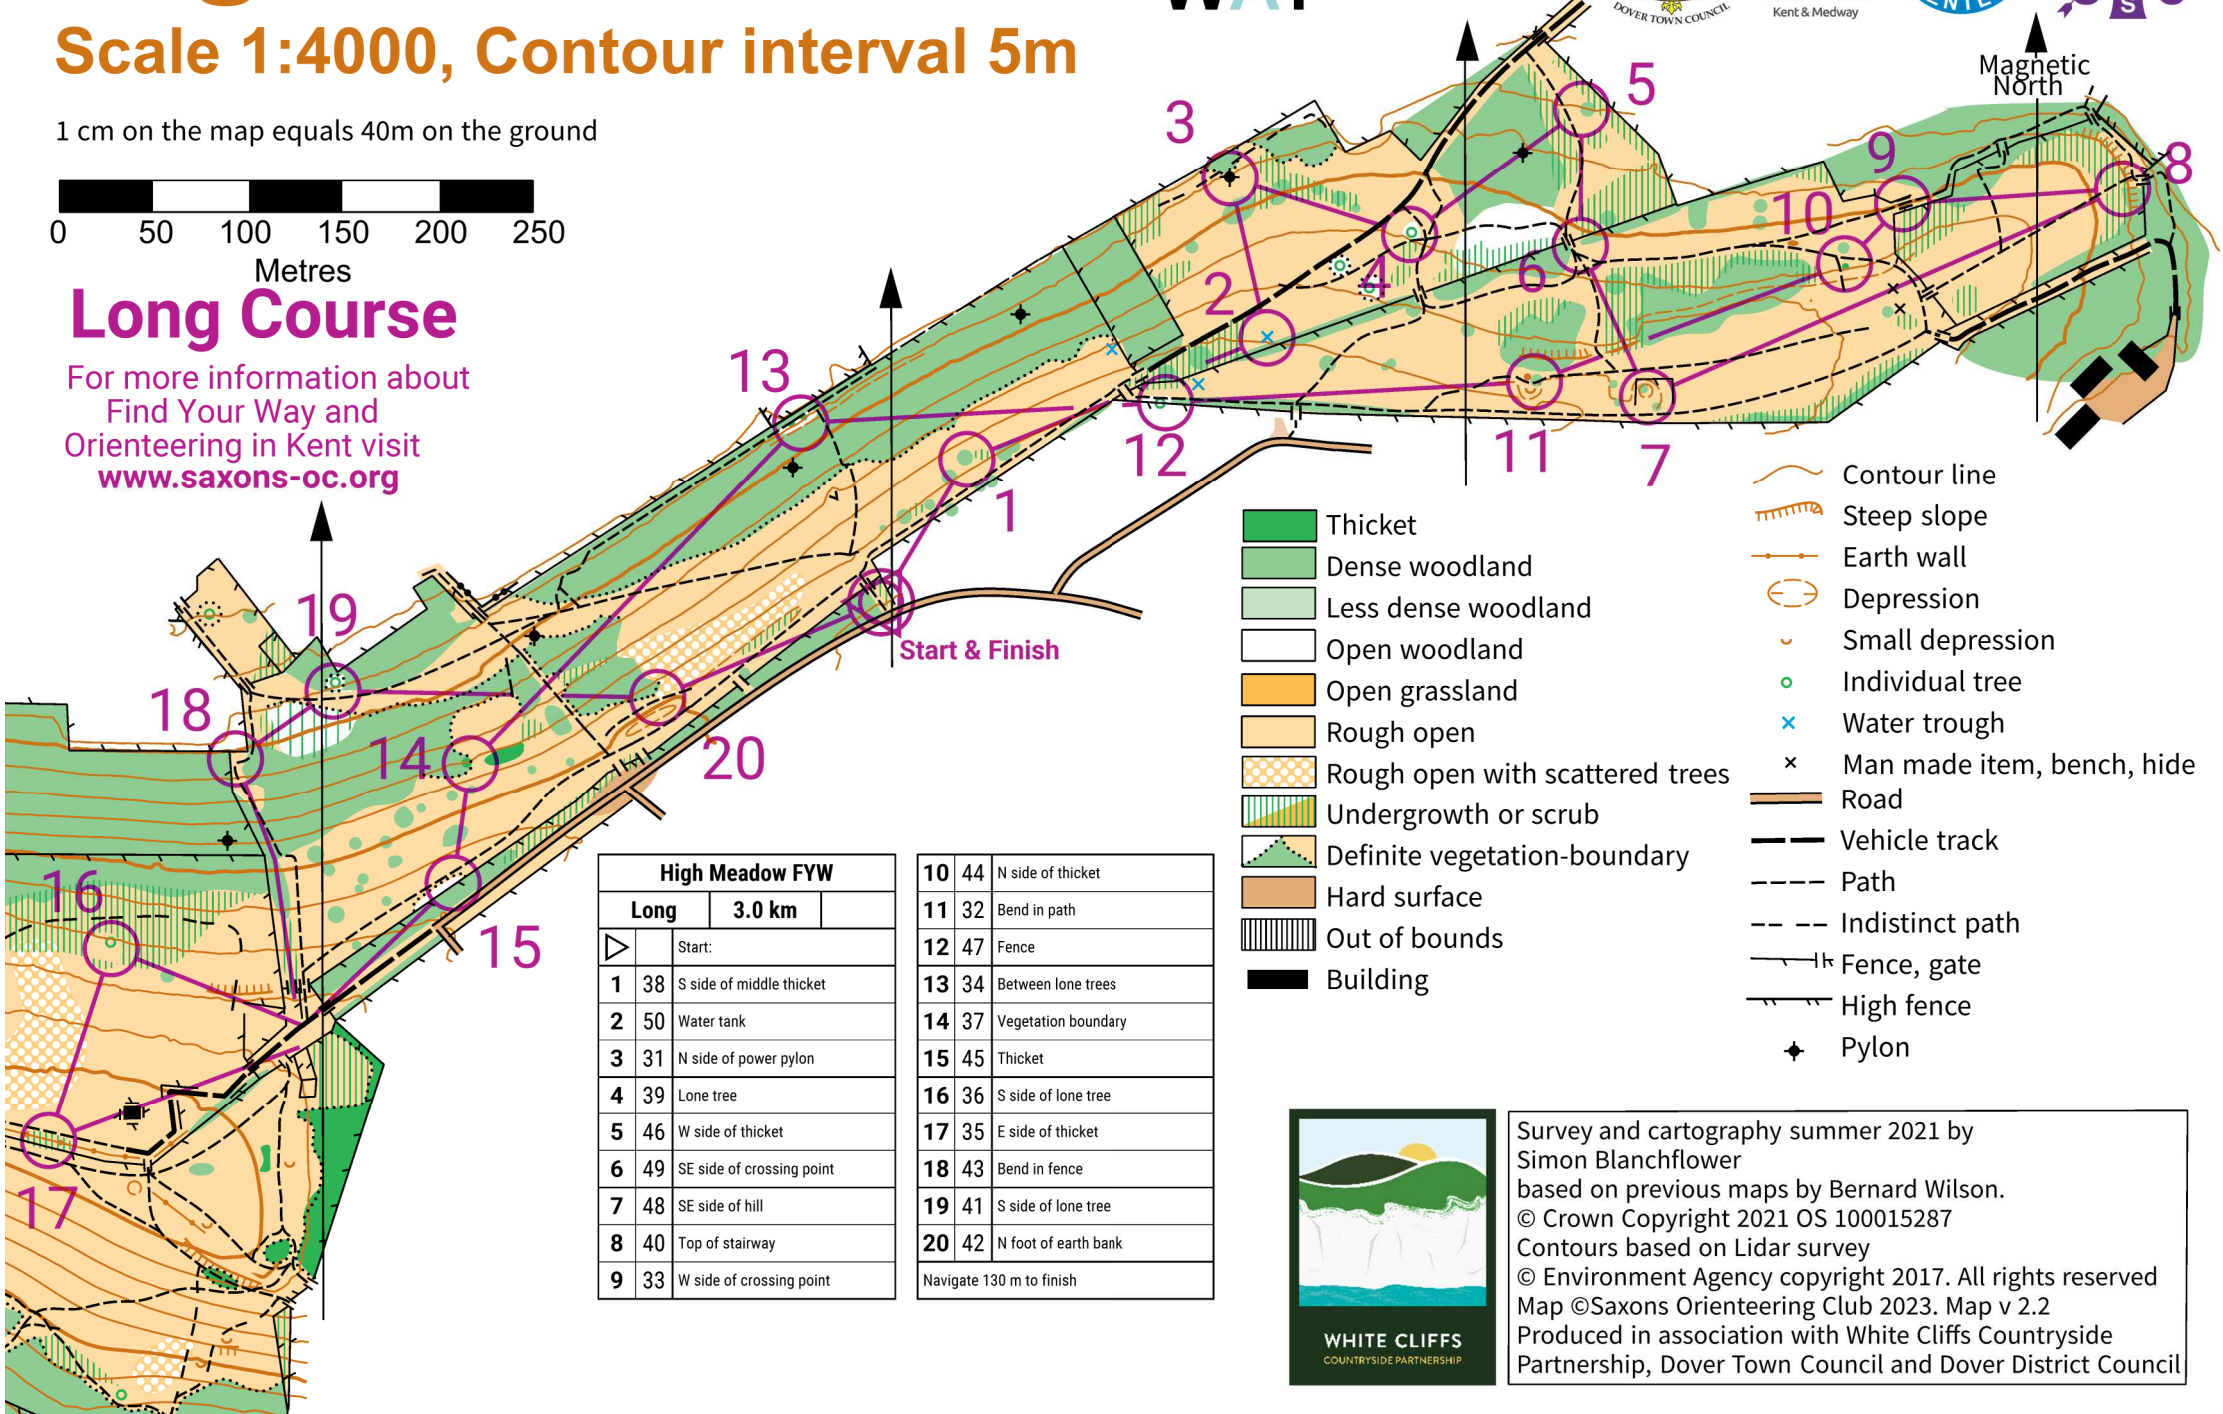 Scale 1:4000, Contour interval 5m
DOVER TOWN COUNCIL
Kent & Medway
S
1 cm on the map equals 40m on the ground
0 50 100 150 200 250
Metres
Long Course
For more information about
Find Your Way and
Orienteering in Kent visit
www.saxons-oc.org
Magnetic
North
3
5
9
8
10
4
6
2
13
12
11
7
1
19
18
14
20
16
15
17
Start & Finish
Thicket
Dense woodland
Less dense woodland
Open woodland
Open grassland
Rough open
Rough open with scattered trees
Undergrowth or scrub
Definite vegetation-boundary
Hard surface
Out of bounds
Building
Contour line
Steep slope
Earth wall
Depression
Small depression
Individual tree
Water trough
Man made item, bench, hide
Road
Vehicle track
Path
Indistinct path
Fence, gate
High fence
Pylon
High Meadow FYW
Long 3.0 km
Start:
1 38 S side of middle thicket
2 50 Water tank
3 31 N side of power pylon
4 39 Lone tree
5 46 W side of thicket
6 49 SE side of crossing point
7 48 SE side of hill
8 40 Top of stairway
9 33 W side of crossing point
10 44 N side of thicket
11 32 Bend in path
12 47 Fence
13 34 Between lone trees
14 37 Vegetation boundary
15 45 Thicket
16 36 S side of lone tree
17 35 E side of thicket
18 43 Bend in fence
19 41 S side of lone tree
20 42 N foot of earth bank
Navigate 130 m to finish
WHITE CLIFFS
COUNTRYSIDE PARTNERSHIP
Survey and cartography summer 2021 by
Simon Blanchflower
based on previous maps by Bernard Wilson.
© Crown Copyright 2021 OS 100015287
Contours based on Lidar survey
© Environment Agency copyright 2017. All rights reserved
Map ©Saxons Orienteering Club 2023. Map v 2.2
Produced in association with White Cliffs Countryside
Partnership, Dover Town Council and Dover District Council